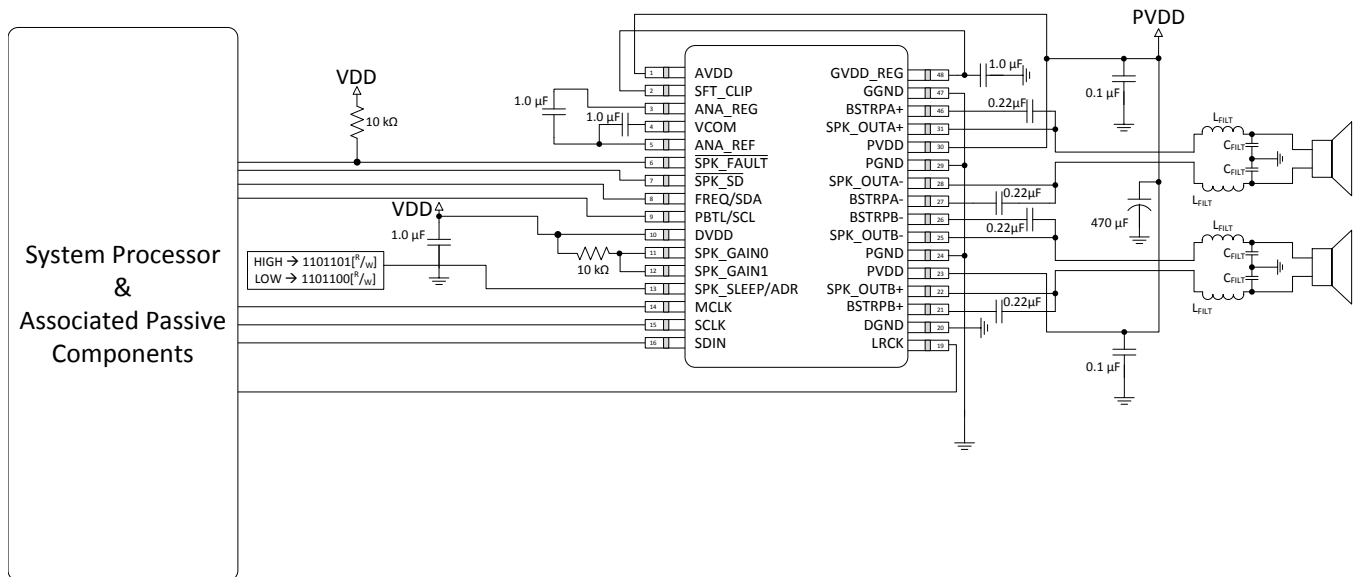 System Processor
&
Associated Passive
Components
VDD
10 kΩ
1.0 µF
1.0 µF
VDD
1.0 µF
10 kΩ
HIGH → 1101101[R/W]
LOW → 1101100[R/W]
1 AVDD
2 SFT_CLIP
3 ANA_REG
4 VCOM
5 ANA_REF
6 SPK_FAULT
7 SPK_SD
8 FREQ/SDA
9 PBTL/SCL
10 DVDD
11 SPK_GAIN0
12 SPK_GAIN1
13 SPK_SLEEP/ADR
14 MCLK
15 SCLK
16 SDIN
GVDD_REG 48
GGND 47
BSTRPA+ 46
SPK_OUTA+ 31
PVDD 30
PGND 29
SPK_OUTA- 28
BSTRPA- 27
BSTRPB- 26
SPK_OUTB- 25
PGND 24
PVDD 23
SPK_OUTB+ 22
BSTRPB+ 21
DGND 20
LRCK 19
1.0 µF
0.22µF
0.22µF
0.22µF
0.22µF
PVDD
0.1 µF
470 µF
0.1 µF
LFILT
CFILT
CFILT
LFILT
LFILT
CFILT
CFILT
LFILT